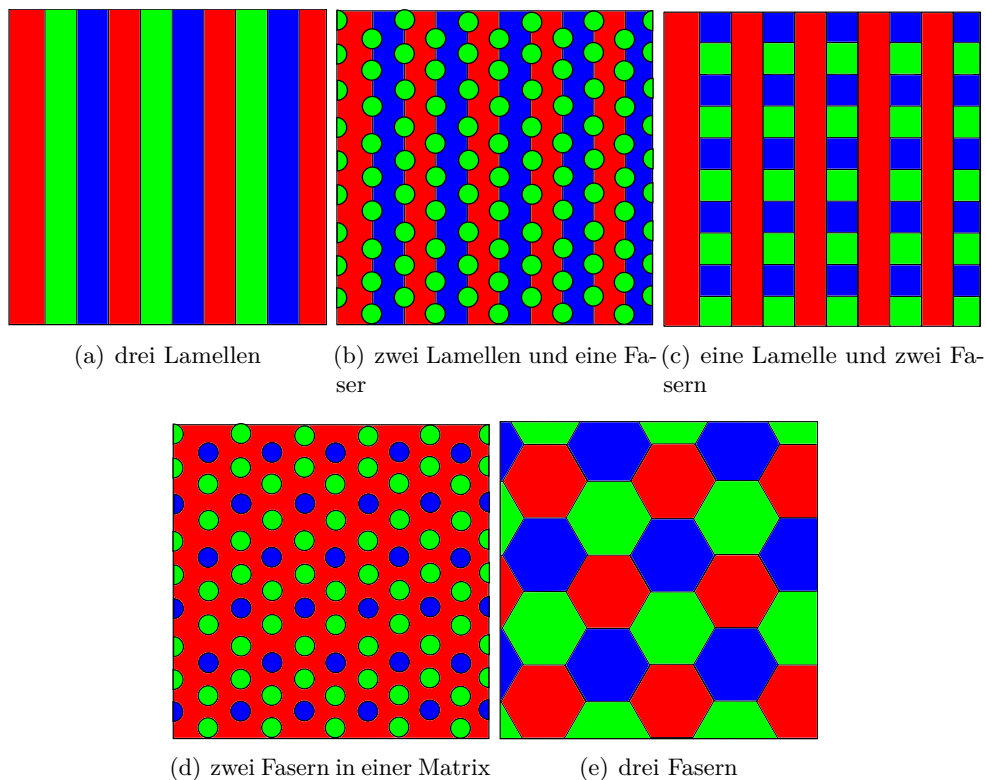 (a) drei Lamellen
(b) zwei Lamellen und eine Fa-
ser
(c) eine Lamelle und zwei Fa-
sern
(d) zwei Fasern in einer Matrix
(e) drei Fasern